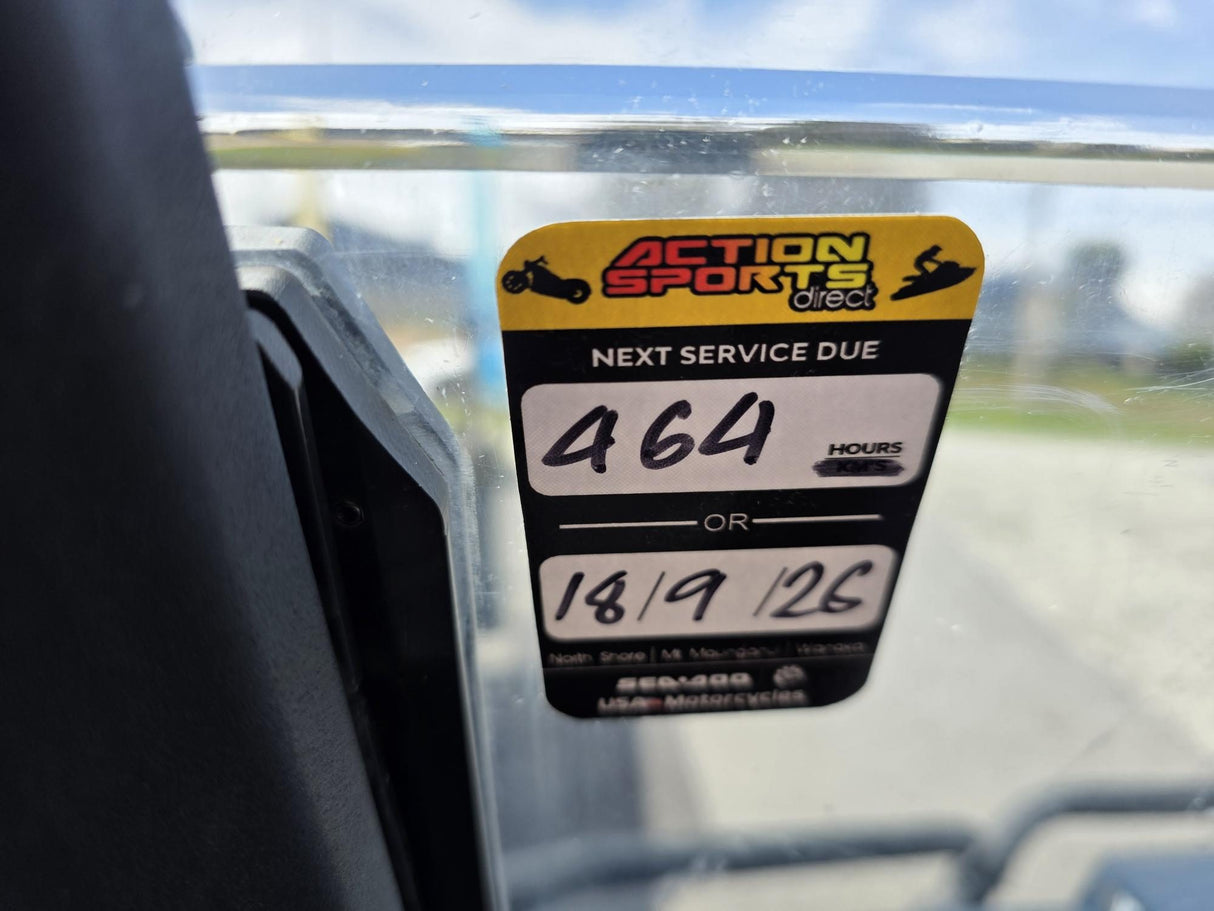 ACTION
SPORTS
direct
NEXT SERVICE DUE
464
HOURS
KM'S
OR
18/9/26
North Shore | Mt Maunganui | Wanaka
SEA-DOO
USA Motorcycles